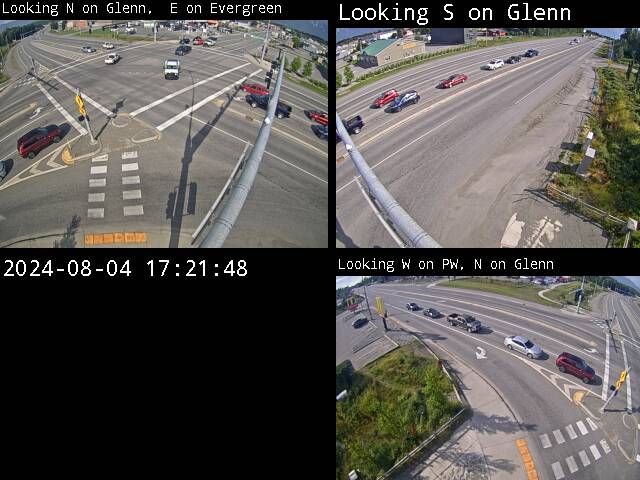 Looking N on Glenn,  E on Evergreen
Looking S on Glenn
2024-08-04 17:21:48
Looking W on PW, N on Glenn